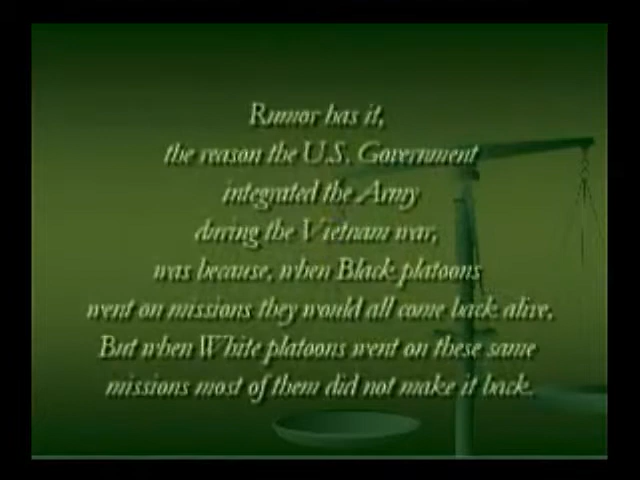 Rumor has it,
the reason the U.S. Government
integrated the Army
during the Vietnam war,
was because, when Black platoons
went on missions they would all come back alive.
But when White platoons went on these same
missions most of them did not make it back.